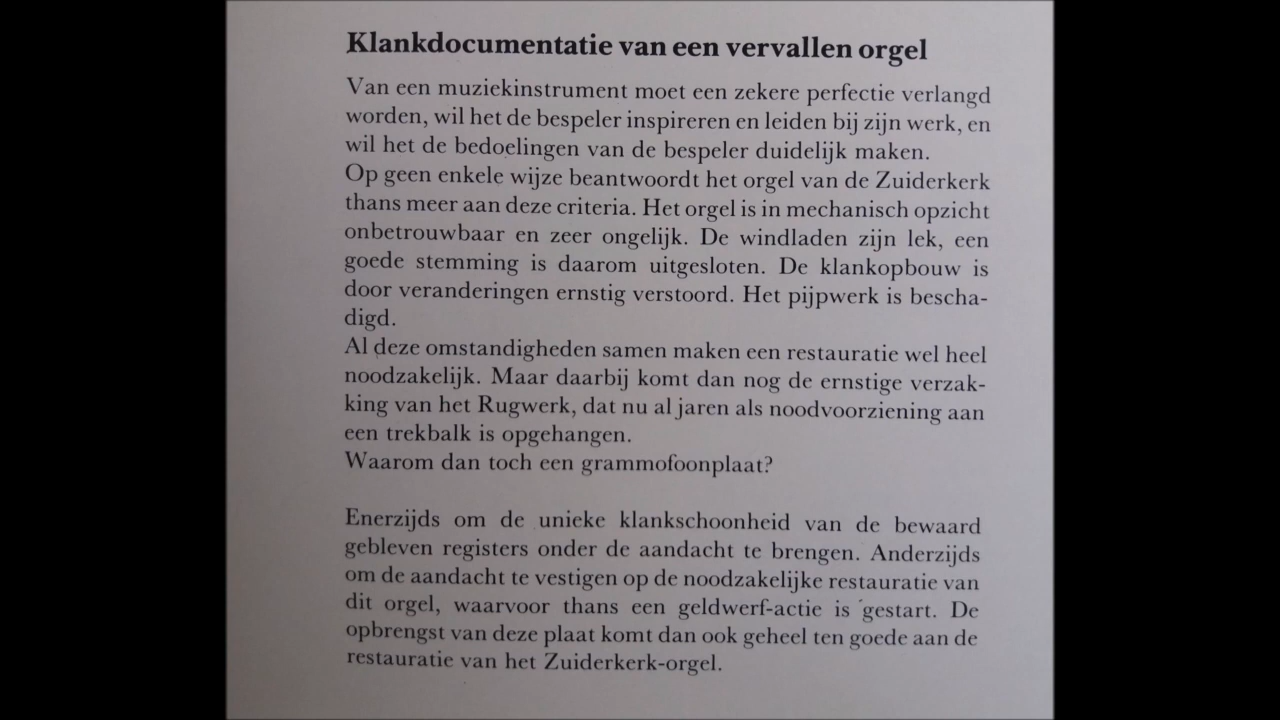 Klankdocumentatie van een vervallen orgel
Van een muziekinstrument moet een zekere perfectie verlangd
worden, wil het de bespeler inspireren en leiden bij zijn werk, en
wil het de bedoelingen van de bespeler duidelijk maken.
Op geen enkele wijze beantwoordt het orgel van de Zuiderkerk
thans meer aan deze criteria. Het orgel is in mechanisch opzicht
onbetrouwbaar en zeer ongelijk. De windladen zijn lek, een
goede stemming is daarom uitgesloten. De klankopbouw is
door veranderingen ernstig verstoord. Het pijpwerk is bescha-
digd.
Al deze omstandigheden samen maken een restauratie wel heel
noodzakelijk. Maar daarbij komt dan nog de ernstige verzak-
king van het Rugwerk, dat nu al jaren als noodvoorziening aan
een trekbalk is opgehangen.
Waarom dan toch een grammofoonplaat?
Enerzijds om de unieke klankschoonheid van de bewaard
gebleven registers onder de aandacht te brengen. Anderzijds
om de aandacht te vestigen op de noodzakelijke restauratie van
dit orgel, waarvoor thans een geldwerf-actie is gestart. De
opbrengst van deze plaat komt dan ook geheel ten goede aan de
restauratie van het Zuiderkerk-orgel.